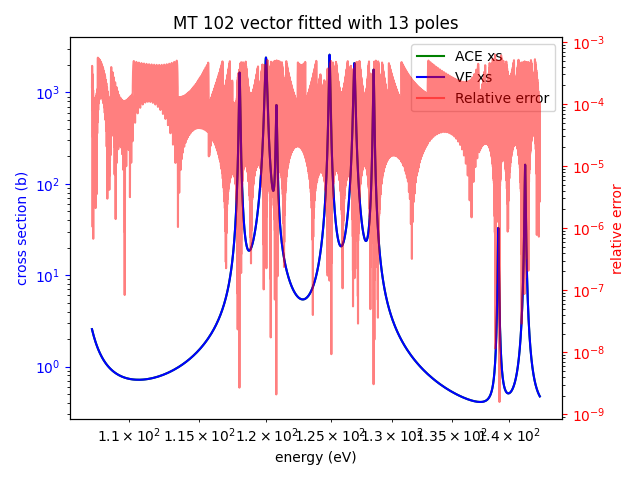 MT 102 vector fitted with 13 poles
ACE xs
VF xs
Relative error
cross section (b)
10³
10²
10¹
10⁰
relative error
10⁻³
10⁻⁴
10⁻⁵
10⁻⁶
10⁻⁷
10⁻⁸
10⁻⁹
1.1 × 10² 1.15 × 10² 1.2 × 10² 1.25 × 10² 1.3 × 10² 1.35 × 10² 1.4 × 10²
energy (eV)